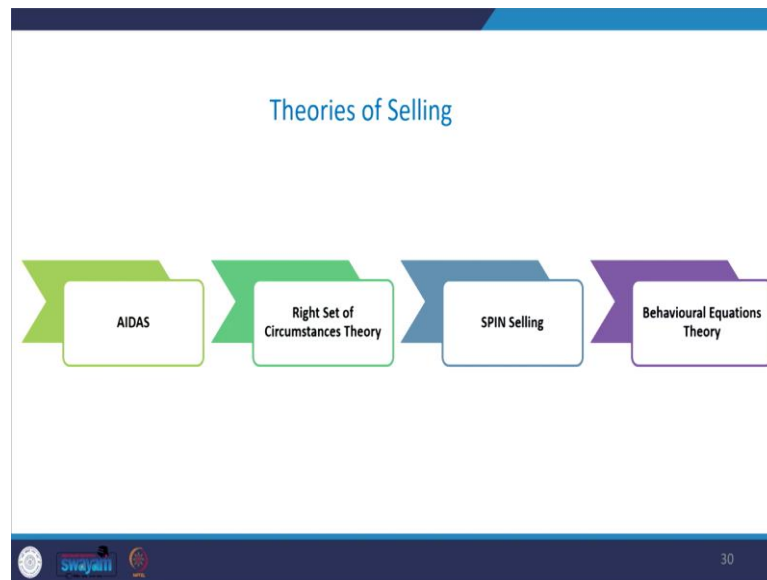 Theories of Selling
AIDAS
Right Set of
Circumstances Theory
SPIN Selling
Behavioural Equations
Theory
swayam
30